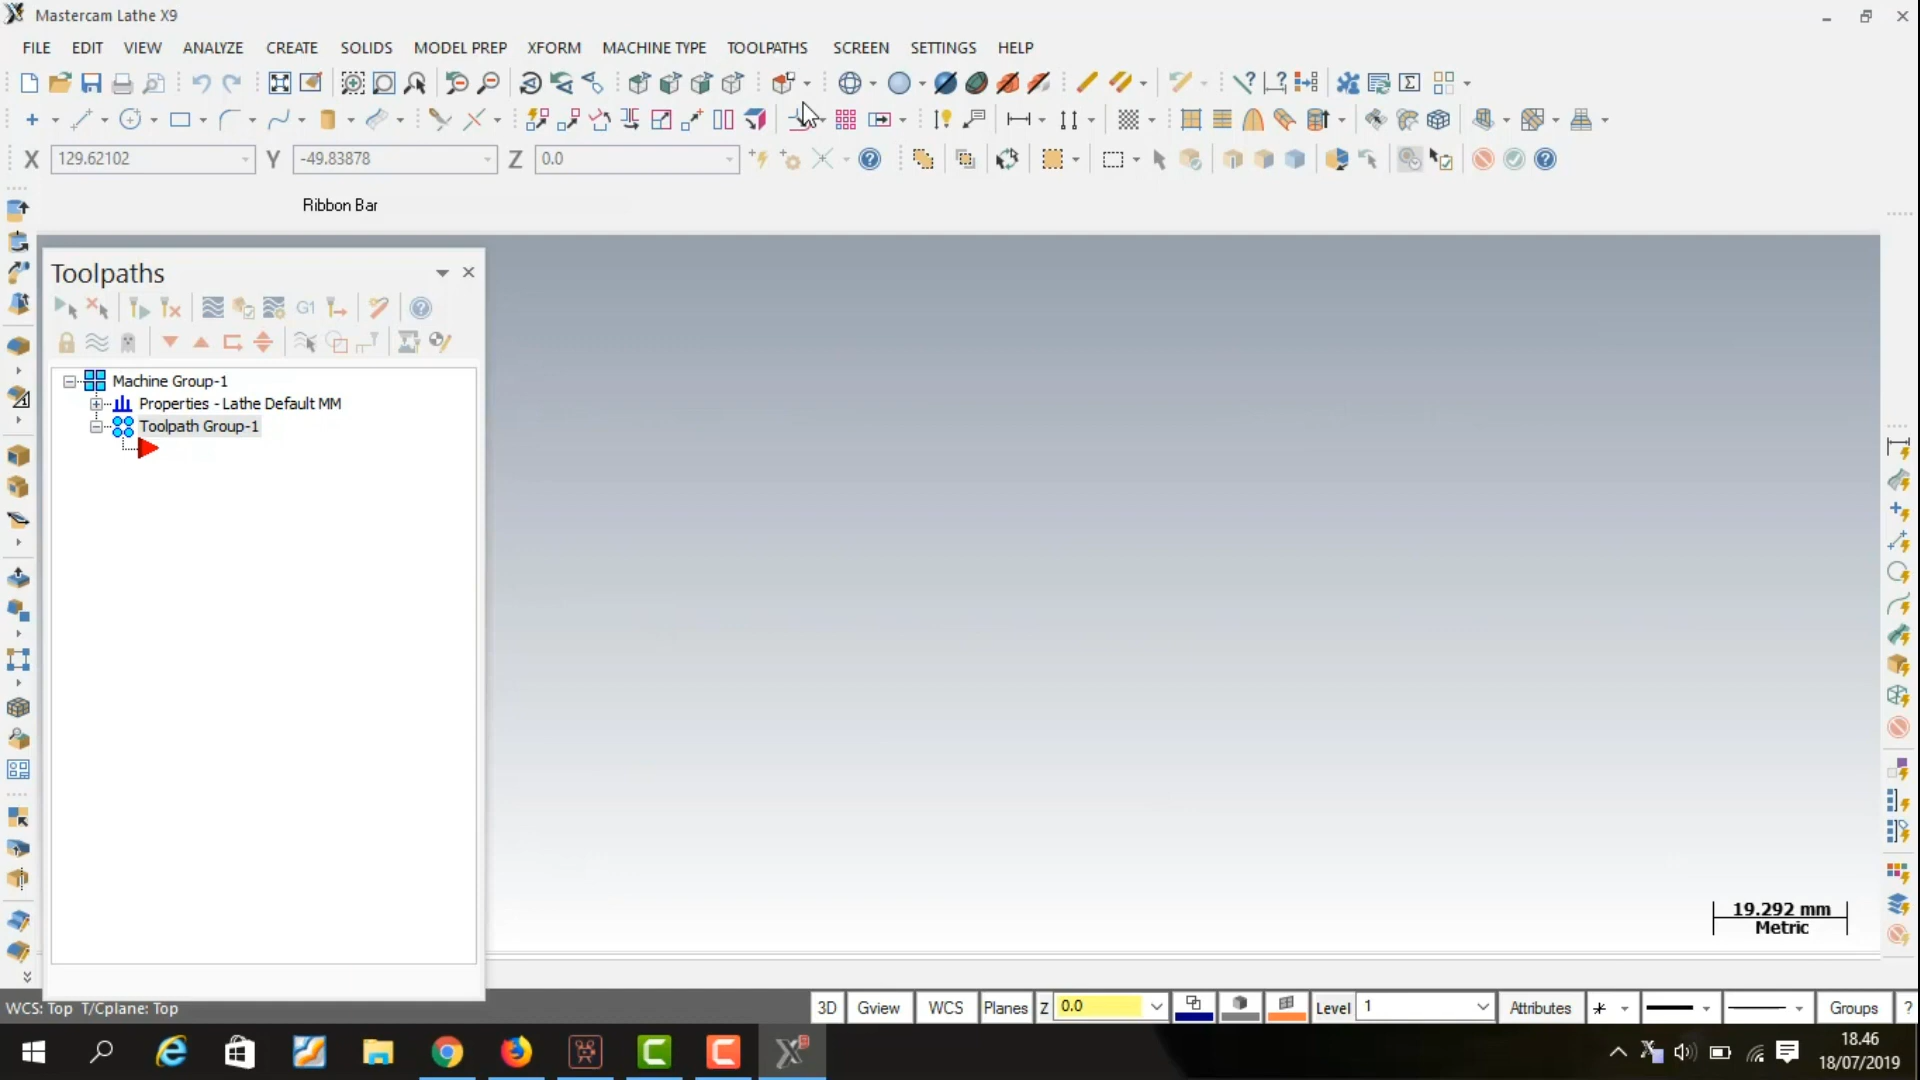 Mastercam Lathe X9
FILE EDIT VIEW ANALYZE CREATE SOLIDS MODEL PREP XFORM MACHINE TYPE TOOLPATHS SCREEN SETTINGS HELP
X 129.62102 Y -49.83878 Z 0.0
Ribbon Bar
Toolpaths
G1
Machine Group-1
Properties - Lathe Default MM
Toolpath Group-1
19.292 mm
Metric
WCS: Top T/Cplane: Top
3D Gview WCS Planes Z 0.0 Level 1 Attributes Groups ?
18.46
18/07/2019